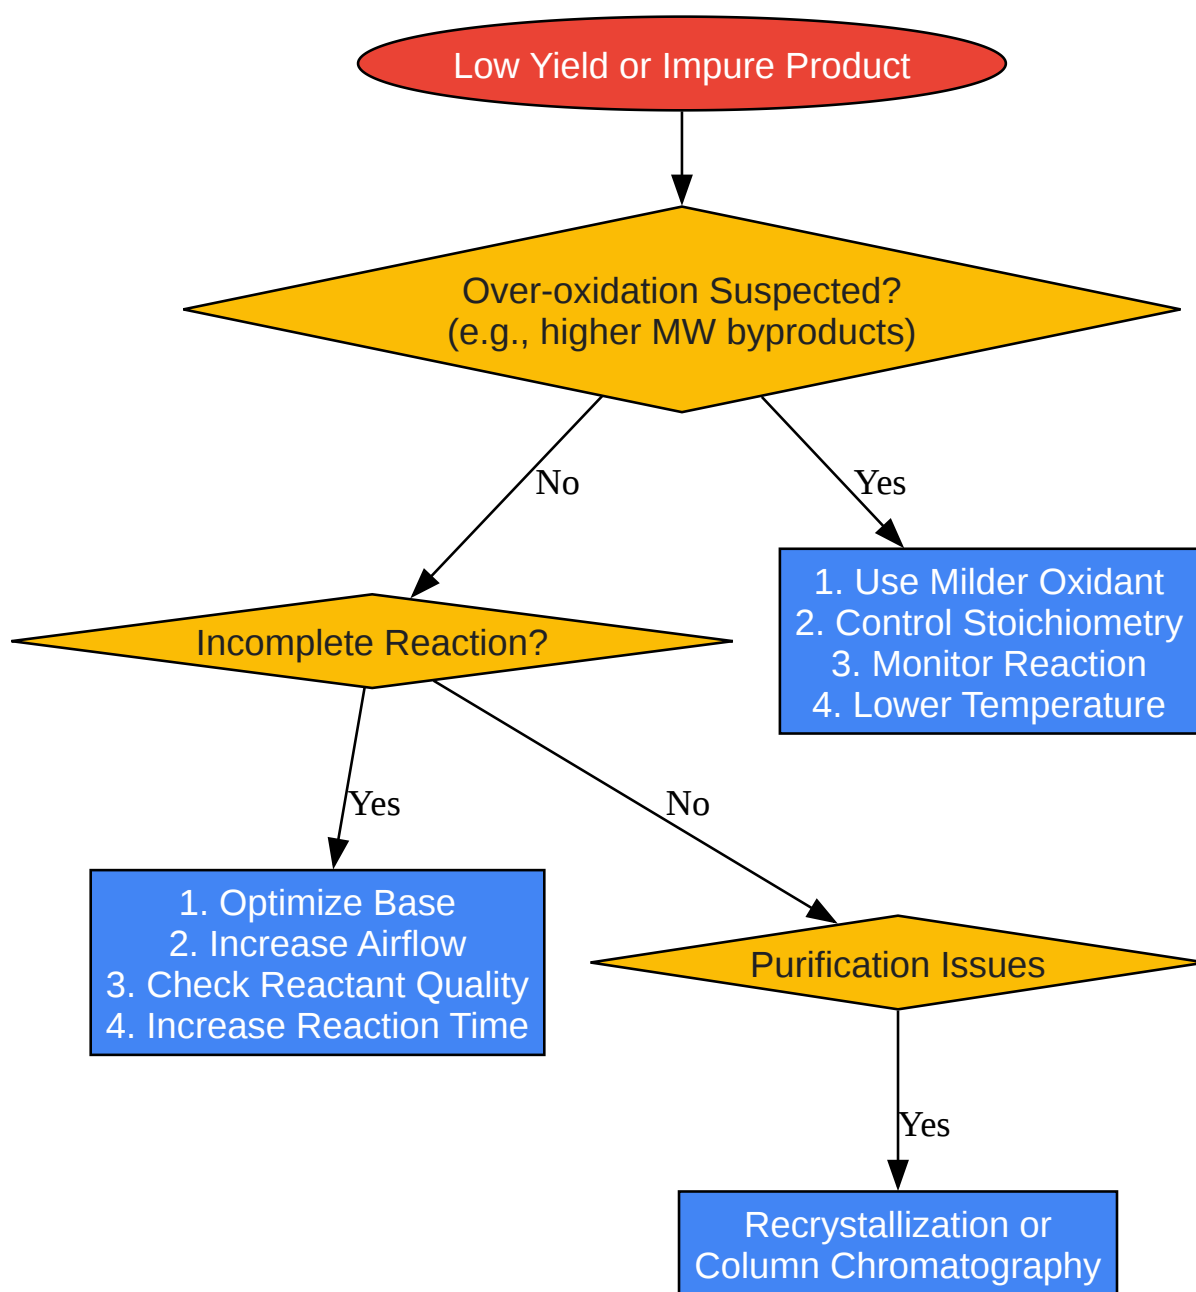 Low Yield or Impure Product
Over-oxidation Suspected?
(e.g., higher MW byproducts)
No
Yes
1. Use Milder Oxidant
2. Control Stoichiometry
3. Monitor Reaction
4. Lower Temperature
Incomplete Reaction?
Yes
No
1. Optimize Base
2. Increase Airflow
3. Check Reactant Quality
4. Increase Reaction Time
Purification Issues
Yes
Recrystallization or
Column Chromatography